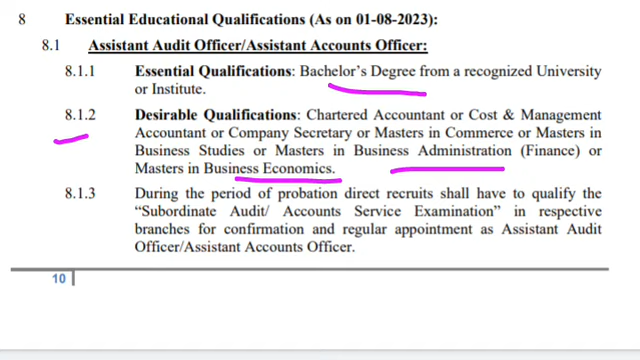 8 Essential Educational Qualifications (As on 01-08-2023):
8.1 Assistant Audit Officer/Assistant Accounts Officer:
8.1.1 Essential Qualifications: Bachelor's Degree from a recognized University
or Institute.
8.1.2 Desirable Qualifications: Chartered Accountant or Cost & Management
Accountant or Company Secretary or Masters in Commerce or Masters in
Business Studies or Masters in Business Administration (Finance) or
Masters in Business Economics.
8.1.3 During the period of probation direct recruits shall have to qualify the
“Subordinate Audit/ Accounts Service Examination” in respective
branches for confirmation and regular appointment as Assistant Audit
Officer/Assistant Accounts Officer.
10